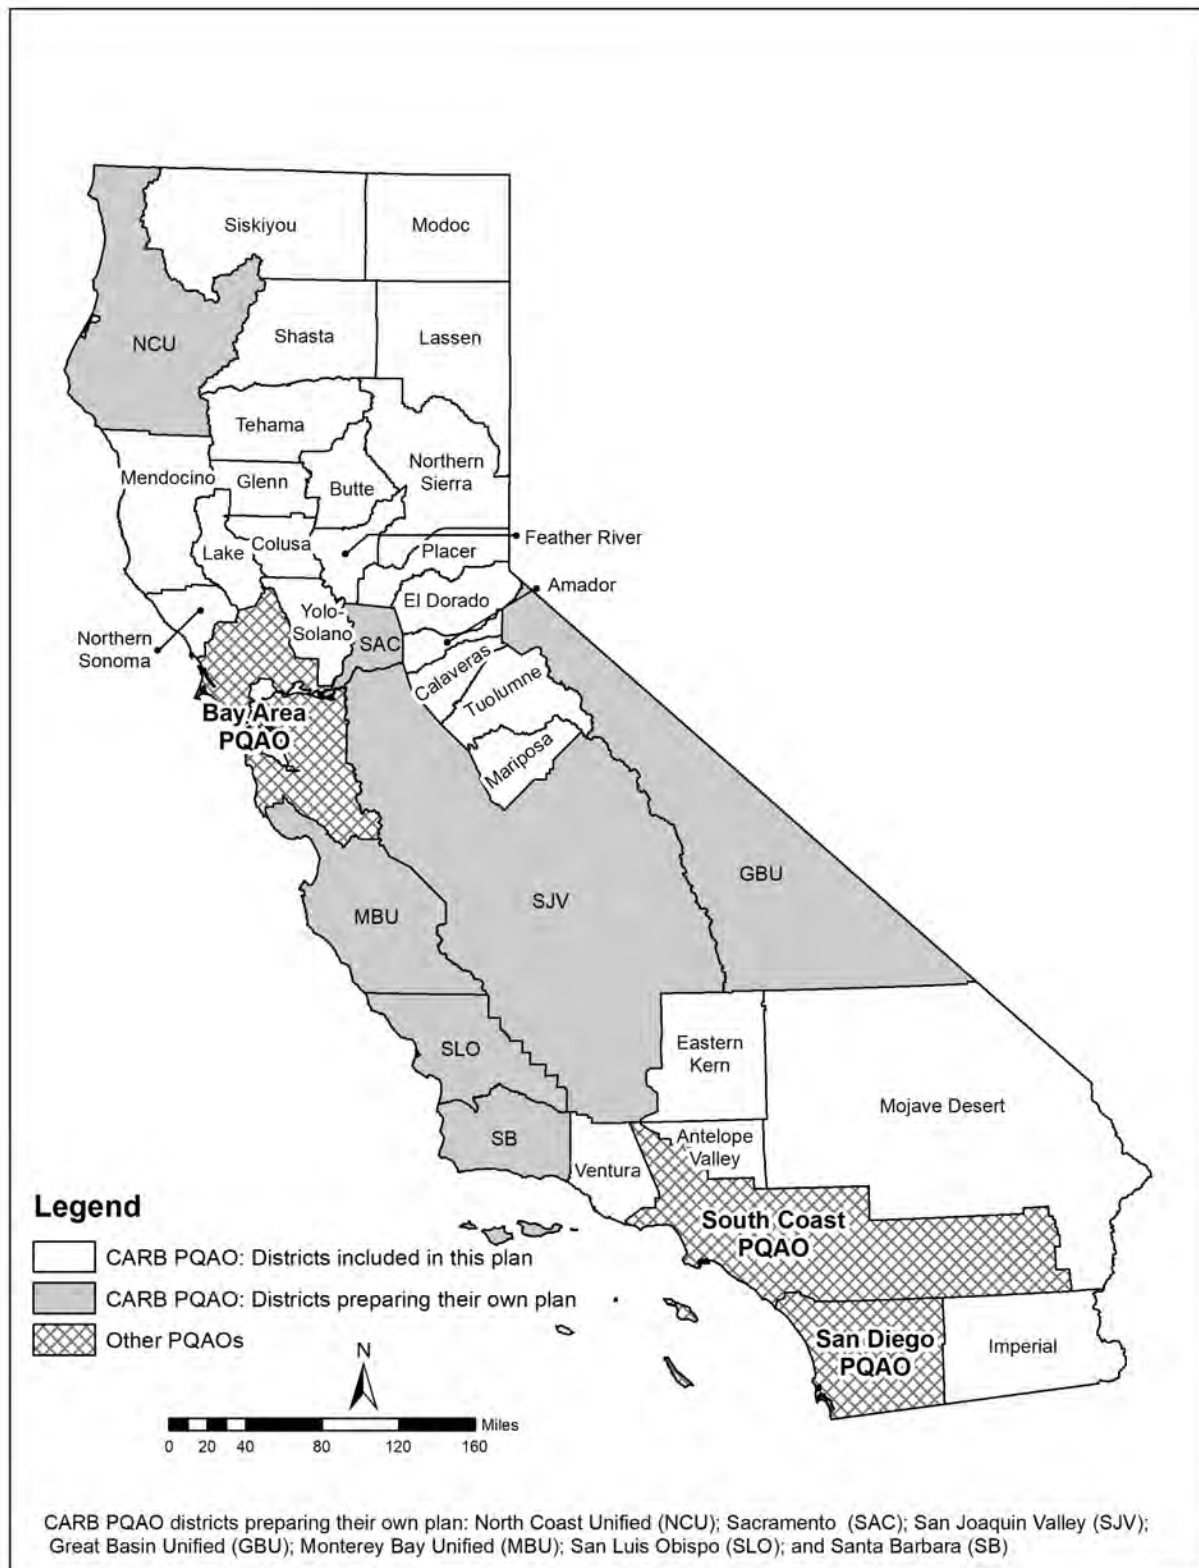 Siskiyou
Modoc
NCU
Shasta
Lassen
Tehama
Mendocino
Glenn
Butte
Northern
Sierra
Lake
Colusa
Feather River
Placer
Amador
El Dorado
Yolo-
Solano
SAC
Northern
Sonoma
Calaveras
Tuolumne
Mariposa
Bay Area
PQAO
GBU
SJV
MBU
SLO
Eastern
Kern
Mojave Desert
SB
Ventura
Antelope
Valley
South Coast
PQAO
San Diego
PQAO
Imperial
Legend
CARB PQAO: Districts included in this plan
CARB PQAO: Districts preparing their own plan
Other PQAOs
N
Miles
0 20 40 80 120 160
CARB PQAO districts preparing their own plan: North Coast Unified (NCU); Sacramento (SAC); San Joaquin Valley (SJV);
Great Basin Unified (GBU); Monterey Bay Unified (MBU); San Luis Obispo (SLO); and Santa Barbara (SB)